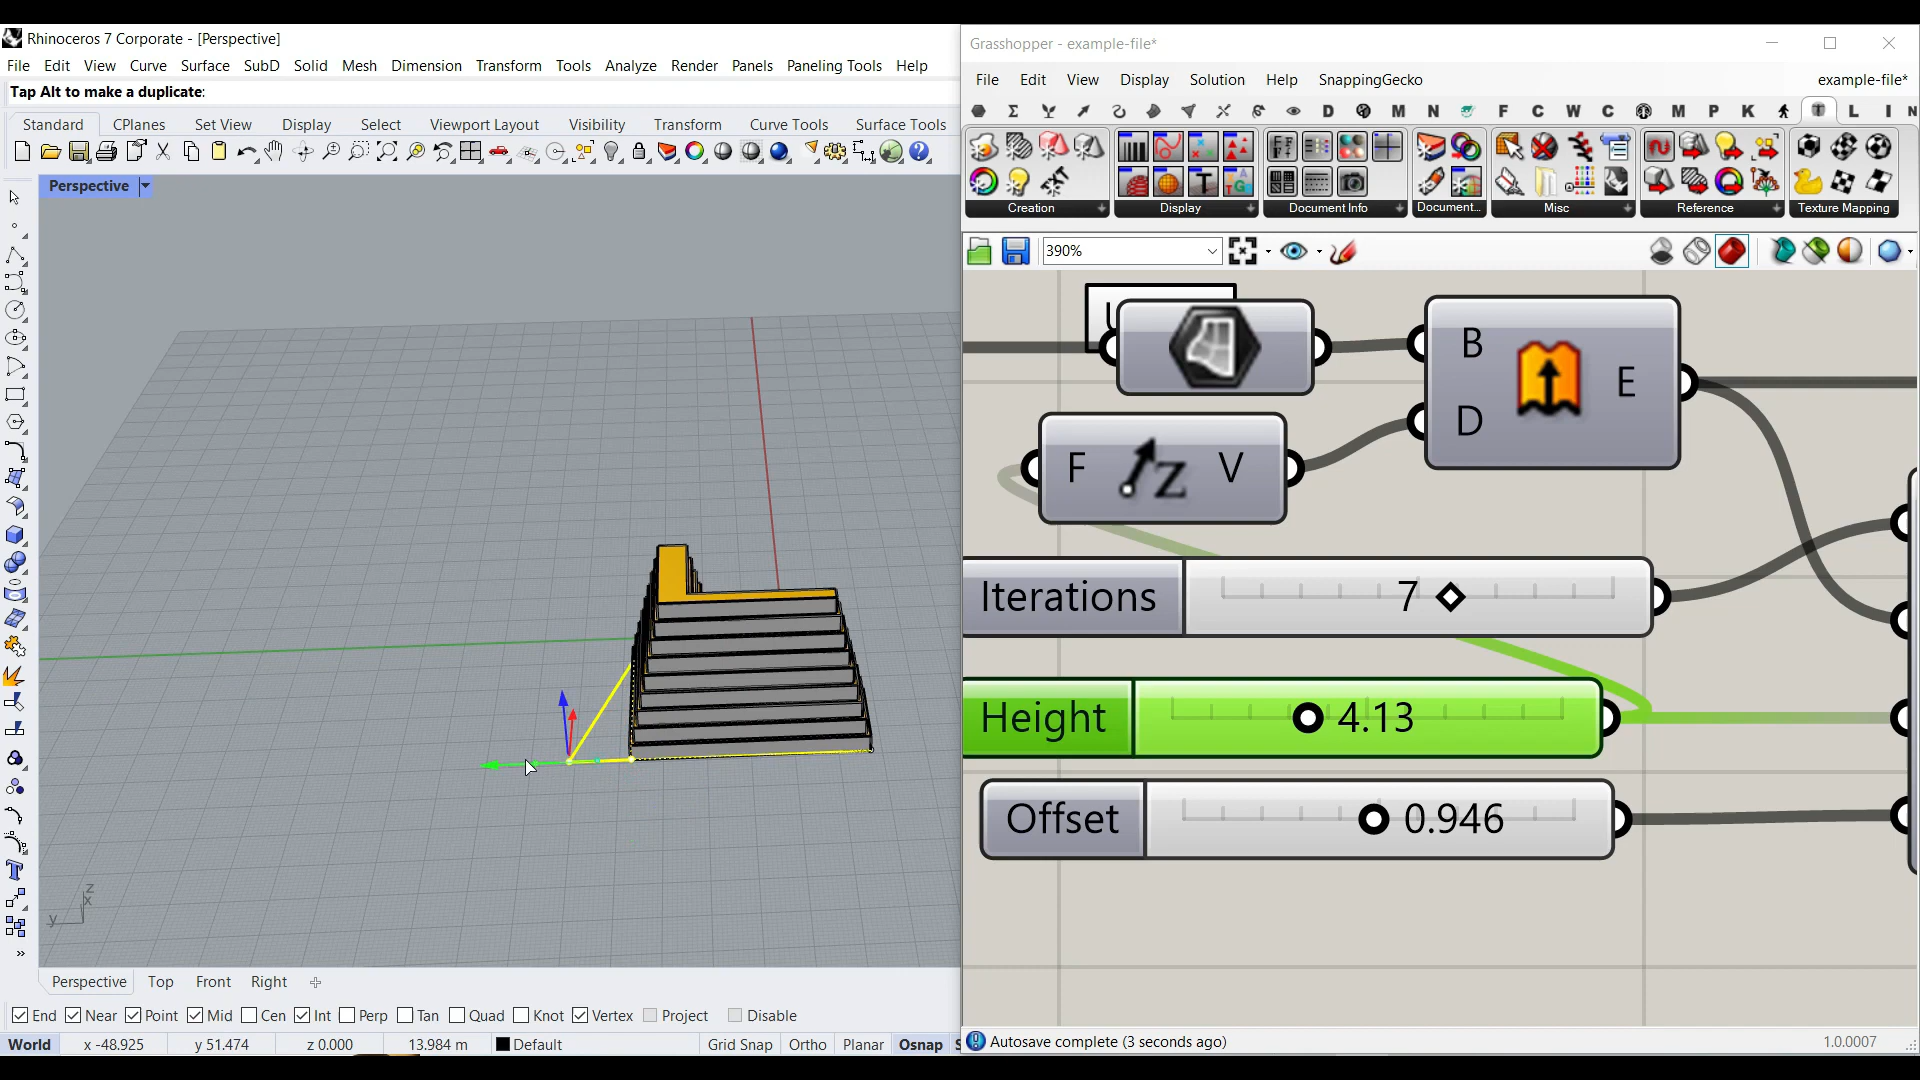 Rhinoceros 7 Corporate - [Perspective]
File Edit View Curve Surface SubD Solid Mesh Dimension Transform Tools Analyze Render Panels Paneling Tools Help
Tap Alt to make a duplicate:
Standard CPlanes Set View Display Select Viewport Layout Visibility Transform Curve Tools Surface Tools
Perspective
z
x
y
Perspective Top Front Right
End Near Point Mid Cen Int Perp Tan Quad Knot Vertex Project Disable
World x -48.925 y 51.474 z 0.000 13.984 m Default Grid Snap Ortho Planar Osnap S
Grasshopper - example-file*
File Edit View Display Solution Help SnappingGecko example-file*
D M N F C W C M P K T L I N
Creation Display Document Info Document... Misc Reference Texture Mapping
390%
B
D
E
F Z V
Iterations 7
Height 4.13
Offset 0.946
Autosave complete (3 seconds ago) 1.0.0007